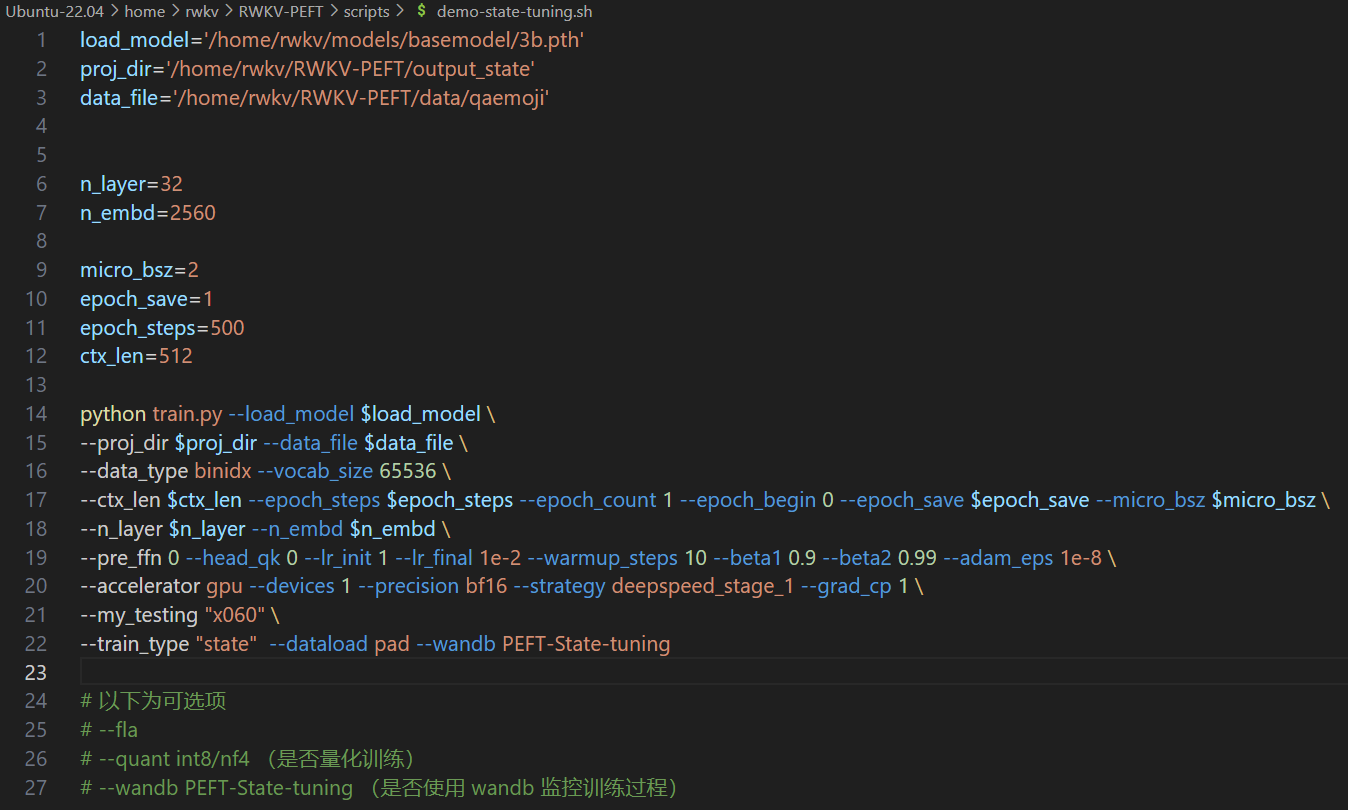 Ubuntu-22.04 > home > rwkv > RWKV-PEFT > scripts > $ demo-state-tuning.sh
1 load_model='/home/rwkv/models/basemodel/3b.pth'
2 proj_dir='/home/rwkv/RWKV-PEFT/output_state'
3 data_file='/home/rwkv/RWKV-PEFT/data/qaemoji'
4
5
6 n_layer=32
7 n_embd=2560
8
9 micro_bsz=2
10 epoch_save=1
11 epoch_steps=500
12 ctx_len=512
13
14 python train.py --load_model $load_model \
15 --proj_dir $proj_dir --data_file $data_file \
16 --data_type binidx --vocab_size 65536 \
17 --ctx_len $ctx_len --epoch_steps $epoch_steps --epoch_count 1 --epoch_begin 0 --epoch_save $epoch_save --micro_bsz $micro_bsz \
18 --n_layer $n_layer --n_embd $n_embd \
19 --pre_ffn 0 --head_qk 0 --lr_init 1 --lr_final 1e-2 --warmup_steps 10 --beta1 0.9 --beta2 0.99 --adam_eps 1e-8 \
20 --accelerator gpu --devices 1 --precision bf16 --strategy deepspeed_stage_1 --grad_cp 1 \
21 --my_testing "x060" \
22 --train_type "state"  --dataload pad --wandb PEFT-State-tuning
23
24 # 以下为可选项
25 # --fla
26 # --quant int8/nf4 （是否量化训练）
27 # --wandb PEFT-State-tuning （是否使用 wandb 监控训练过程）